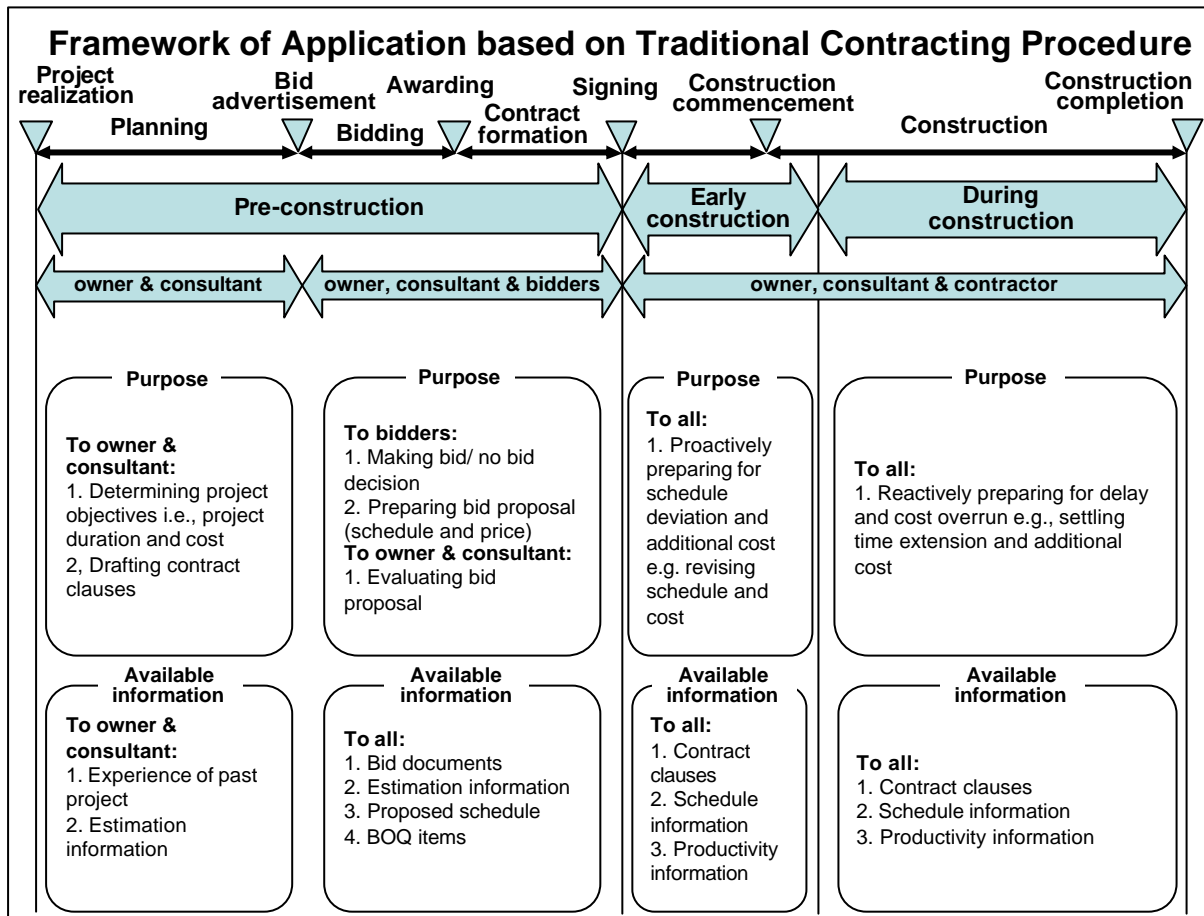 Framework of Application based on Traditional Contracting Procedure
Project
realization
Bid
advertisement
Awarding
Signing
Construction
commencement
Construction
completion
Planning
Bidding
Contract
formation
Construction
Pre-construction
Early
construction
During
construction
owner & consultant
owner, consultant & bidders
owner, consultant & contractor
Purpose
To owner &
consultant:
1. Determining project
objectives i.e., project
duration and cost
2, Drafting contract
clauses
Purpose
To bidders:
1. Making bid/ no bid
decision
2. Preparing bid proposal
(schedule and price)
To owner & consultant:
1. Evaluating bid
proposal
Purpose
To all:
1. Proactively
preparing for
schedule
deviation and
additional cost
e.g. revising
schedule and
cost
Purpose
To all:
1. Reactively preparing for delay
and cost overrun e.g., settling
time extension and additional
cost
Available
information
To owner &
consultant:
1. Experience of past
project
2. Estimation
information
Available
information
To all:
1. Bid documents
2. Estimation information
3. Proposed schedule
4. BOQ items
Available
information
To all:
1. Contract
clauses
2. Schedule
information
3. Productivity
information
Available
information
To all:
1. Contract clauses
2. Schedule information
3. Productivity information